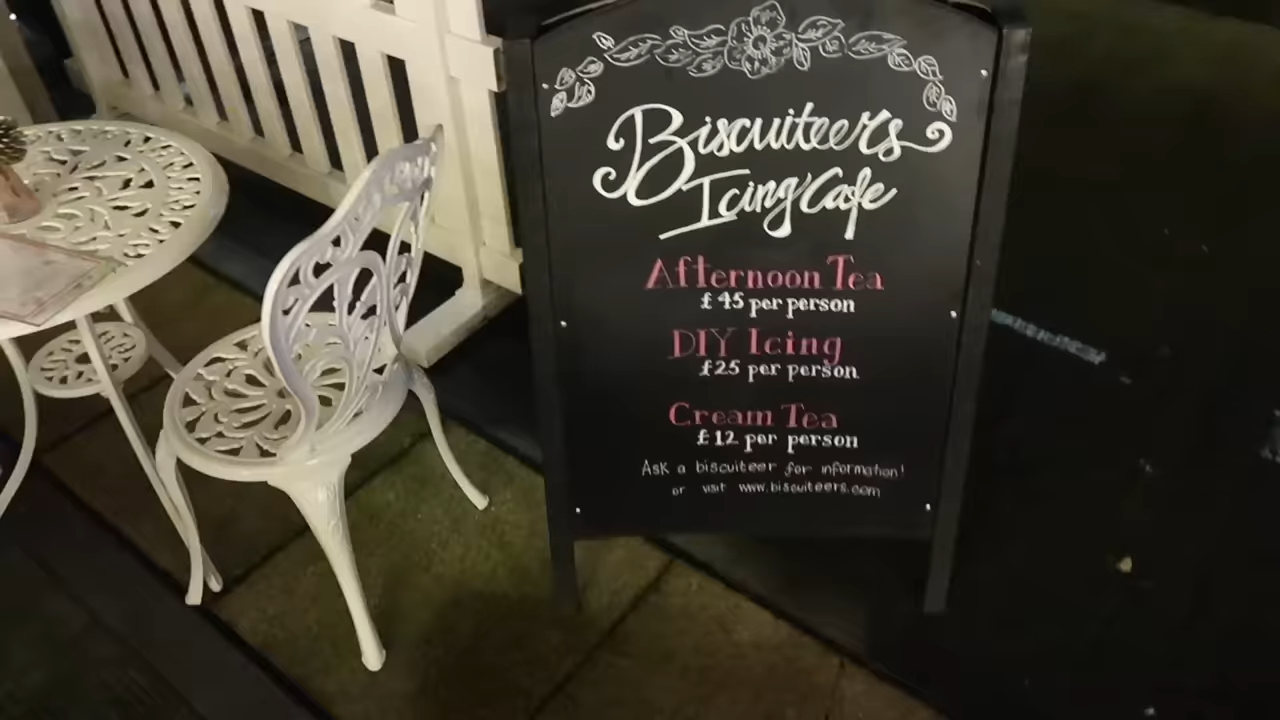 Biscuiteers
Icing Cafe
Afternoon Tea
£45 per person
DIY Icing
£25 per person
Cream Tea
£12 per person
Ask a biscuiteer for information!
or visit www.biscuiteers.com